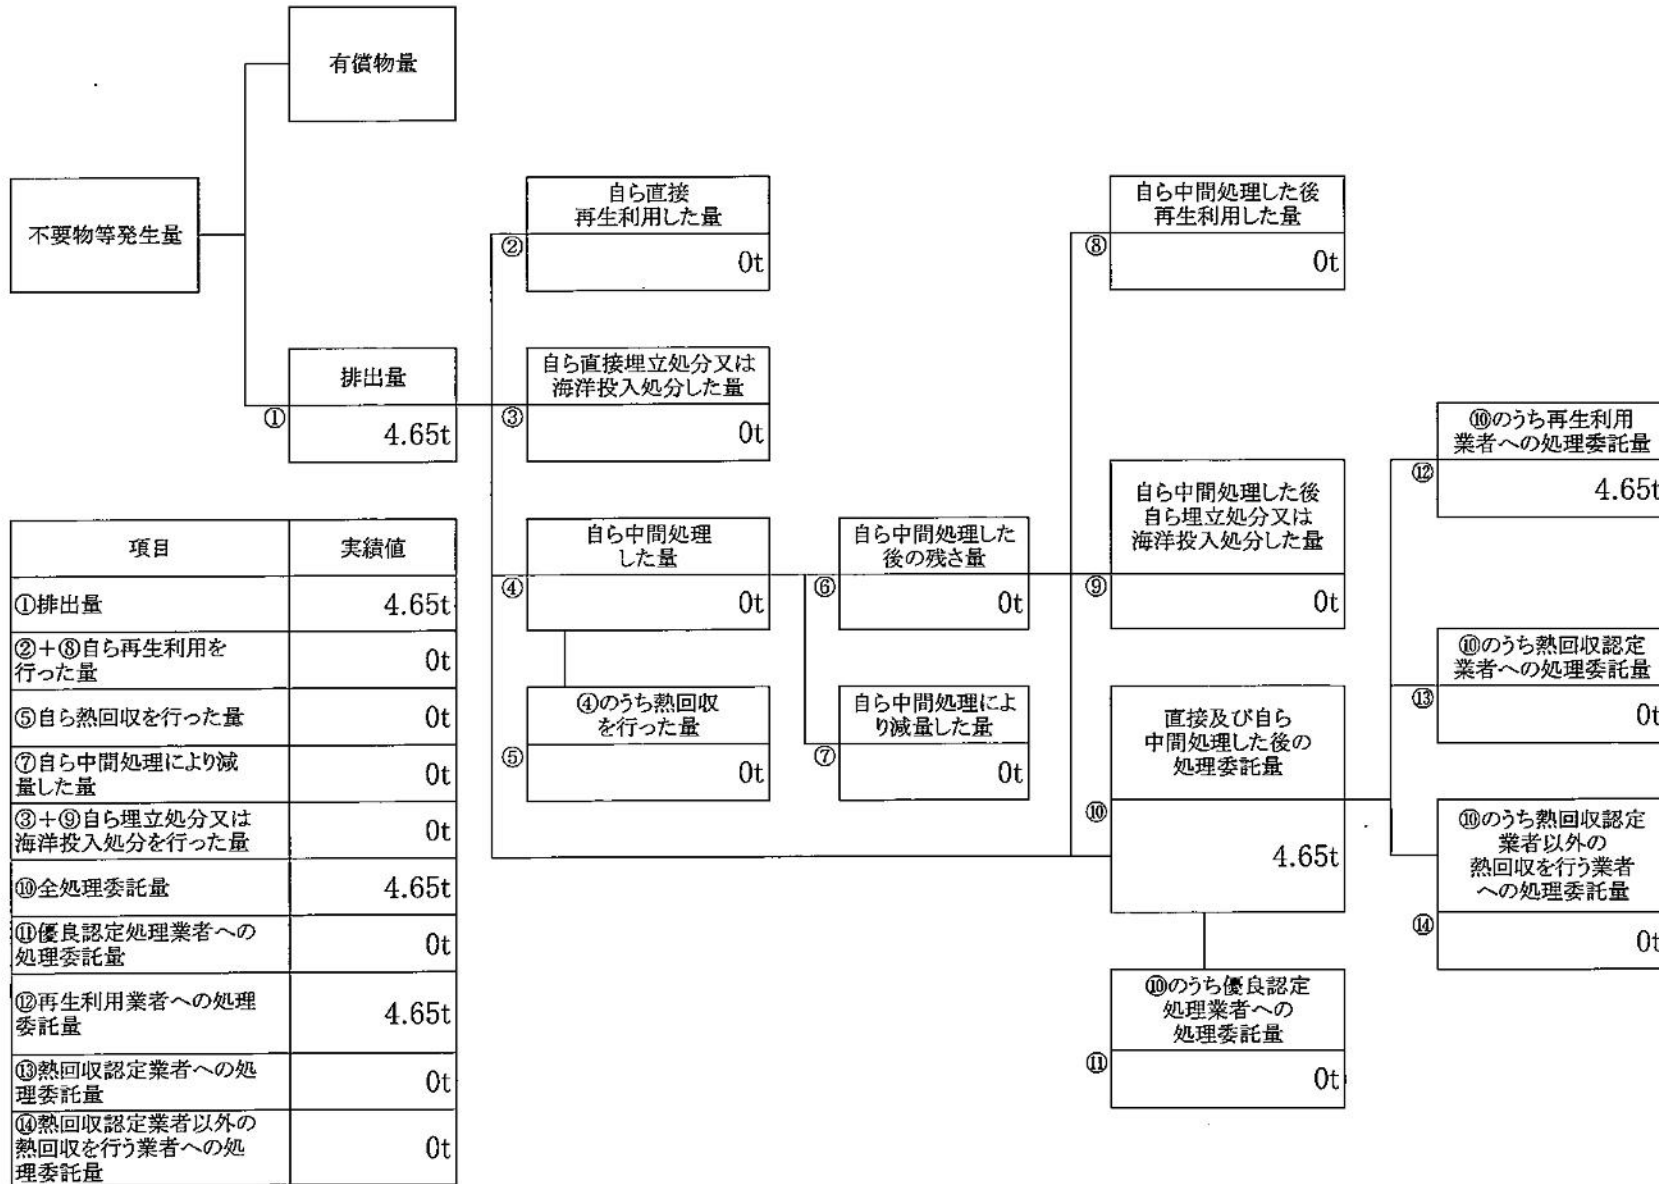 有償物量
不要物等発生量
排出量
①
4.65t
自ら直接
再生利用した量
②
0t
自ら直接埋立処分又は
海洋投入処分した量
③
0t
自ら中間処理
した量
④
0t
④のうち熱回収
を行った量
⑤
0t
自ら中間処理した
後の残さ量
⑥
0t
自ら中間処理によ
り減量した量
⑦
0t
自ら中間処理した後
再生利用した量
⑧
0t
自ら中間処理した後
自ら埋立処分又は
海洋投入処分した量
⑨
0t
直接及び自ら
中間処理した後の
処理委託量
⑩
4.65t
⑩のうち優良認定
処理業者への
処理委託量
⑪
0t
⑩のうち再生利用
業者への処理委託量
⑫
4.65t
⑩のうち熱回収認定
業者への処理委託量
⑬
0t
⑩のうち熱回収認定
業者以外の
熱回収を行う業者
への処理委託量
⑭
0t
項目 実績値
①排出量 4.65t
②+⑧自ら再生利用を
行った量 0t
⑤自ら熱回収を行った量 0t
⑦自ら中間処理により減
量した量 0t
③+⑨自ら埋立処分又は
海洋投入処分を行った量 0t
⑩全処理委託量 4.65t
⑪優良認定処理業者への
処理委託量 0t
⑫再生利用業者への処理
委託量 4.65t
⑬熱回収認定業者への処
理委託量 0t
⑭熱回収認定業者以外の
熱回収を行う業者への処
理委託量 0t